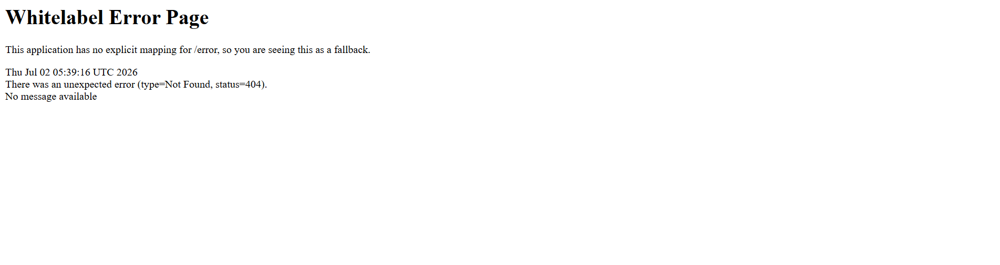 Whitelabel Error Page
This application has no explicit mapping for /error, so you are seeing this as a fallback.
Thu Jul 02 05:39:16 UTC 2026
There was an unexpected error (type=Not Found, status=404).
No message available